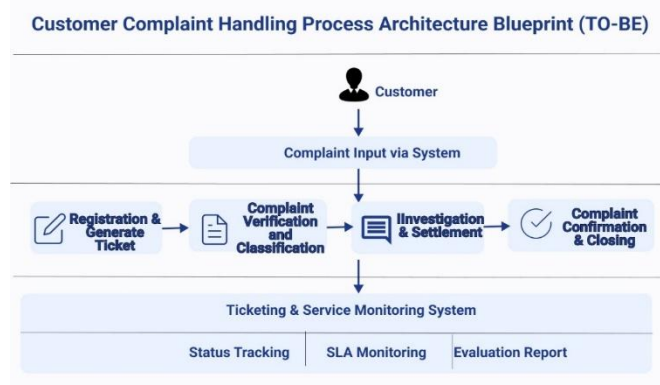 Customer Complaint Handling Process Architecture Blueprint (TO-BE)
Customer
Complaint Input via System
Registration &
Generate
Ticket
Complaint
Verification
and
Classification
IInvestigation
& Settlement
Complaint
Confirmation
& Closing
Ticketing & Service Monitoring System
Status Tracking
SLA Monitoring
Evaluation Report